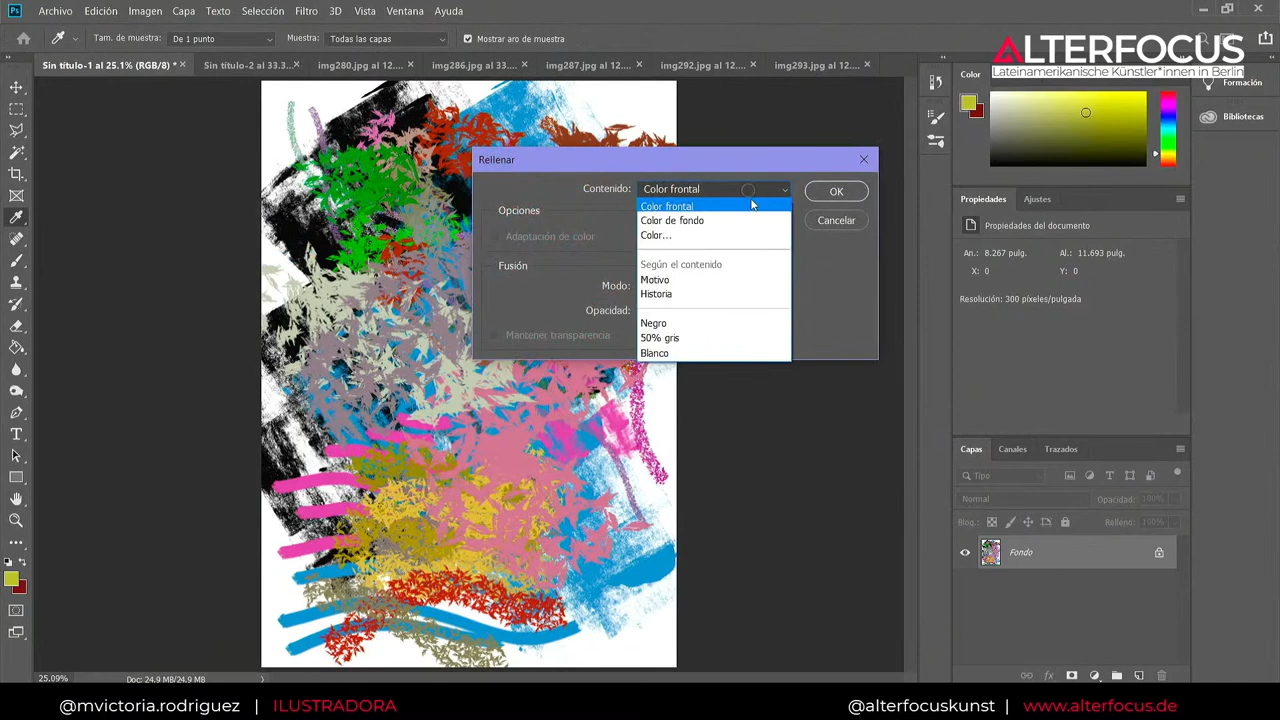 Ps Archivo Edición Imagen Capa Texto Selección Filtro 3D Vista Ventana Ayuda
Tam. de muestra: De 1 punto Muestra: Todas las capas Mostrar aro de muestra
ALTERFOCUS
Lateinamerikanische Künstler*innen in Berlin
Sin título-1 al 25.1% (RGB/8) * × Sin título-2 al 33.3... × img280.jpg al 12.... × img286.jpg al 33.... × img287.jpg al 12.... × img292.jpg al 12.... × img293.jpg al 12.... ×
Color
Formación
Bibliotecas
Rellenar
Contenido: Color frontal
OK
Cancelar
Opciones
Adaptación de color
Fusión
Modo:
Opacidad:
Mantener transparencia
Color frontal
Color de fondo
Color...
Según el contenido
Motivo
Historia
Negro
50% gris
Blanco
Propiedades Ajustes
Propiedades del documento
An.: 8.267 pulg. Al.: 11.693 pulg.
X: 0 Y: 0
Resolución: 300 píxeles/pulgada
Capas Canales Trazados
Tipo
Normal Opacidad: 100%
Bloq.: Relleno: 100%
Fondo
25.09% Doc: 24.9 MB/24.9 MB
@mvictoria.rodriguez | ILUSTRADORA @alterfocuskunst | www.alterfocus.de